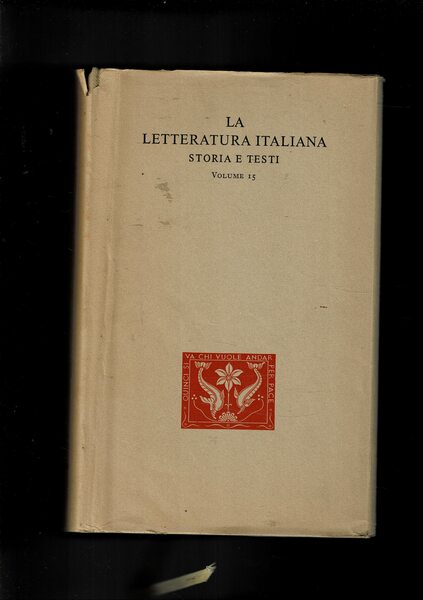 LA
LETTERATURA ITALIANA
STORIA E TESTI
VOLUME 15
QUINCI SI
VA CHI VUOLE ANDAR
PER PACE